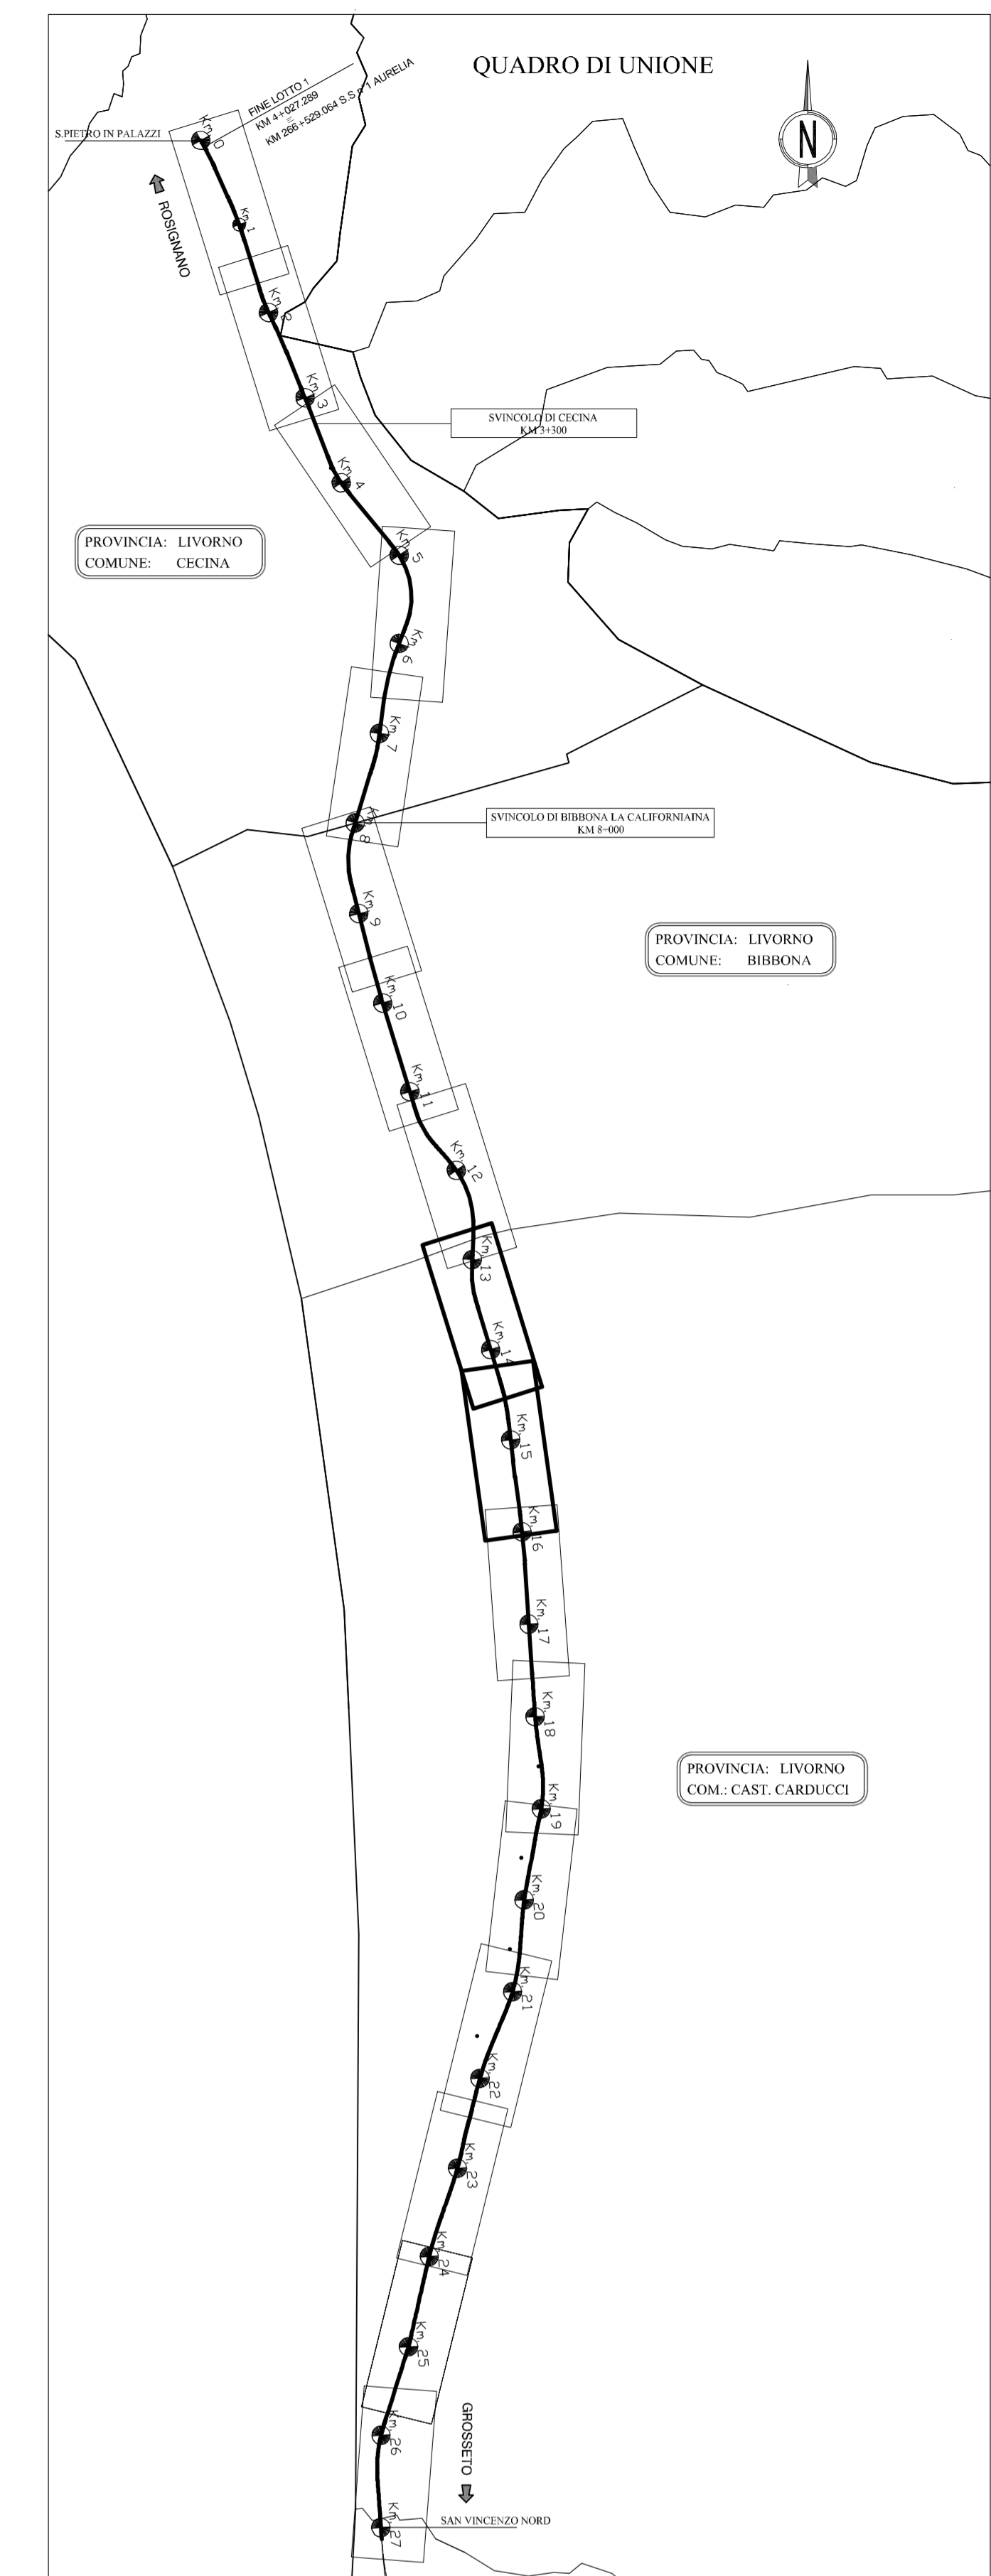 QUADRO DI UNIONE
N
FINE LOTTO 1
KM 4+027.289
=
KM 266+529.064 S.S n°1 AURELIA
S.PIETRO IN PALAZZI
Km. 0
ROSIGNANO
Km. 1
Km. 2
Km. 3
SVINCOLO DI CECINA
KM 3+300
Km. 4
PROVINCIA: LIVORNO
COMUNE: CECINA
Km. 5
Km. 6
Km. 7
Km. 8
SVINCOLO DI BIBBONA LA CALIFORNIAINA
KM 8+000
Km. 9
PROVINCIA: LIVORNO
COMUNE: BIBBONA
Km. 10
Km. 11
Km. 12
Km. 13
Km. 14
Km. 15
Km. 16
Km. 17
Km. 18
PROVINCIA: LIVORNO
COM.: CAST. CARDUCCI
Km. 19
Km. 20
Km. 21
Km. 22
Km. 23
Km. 24
Km. 25
GROSSETO
Km. 26
SAN VINCENZO NORD
Km. 27